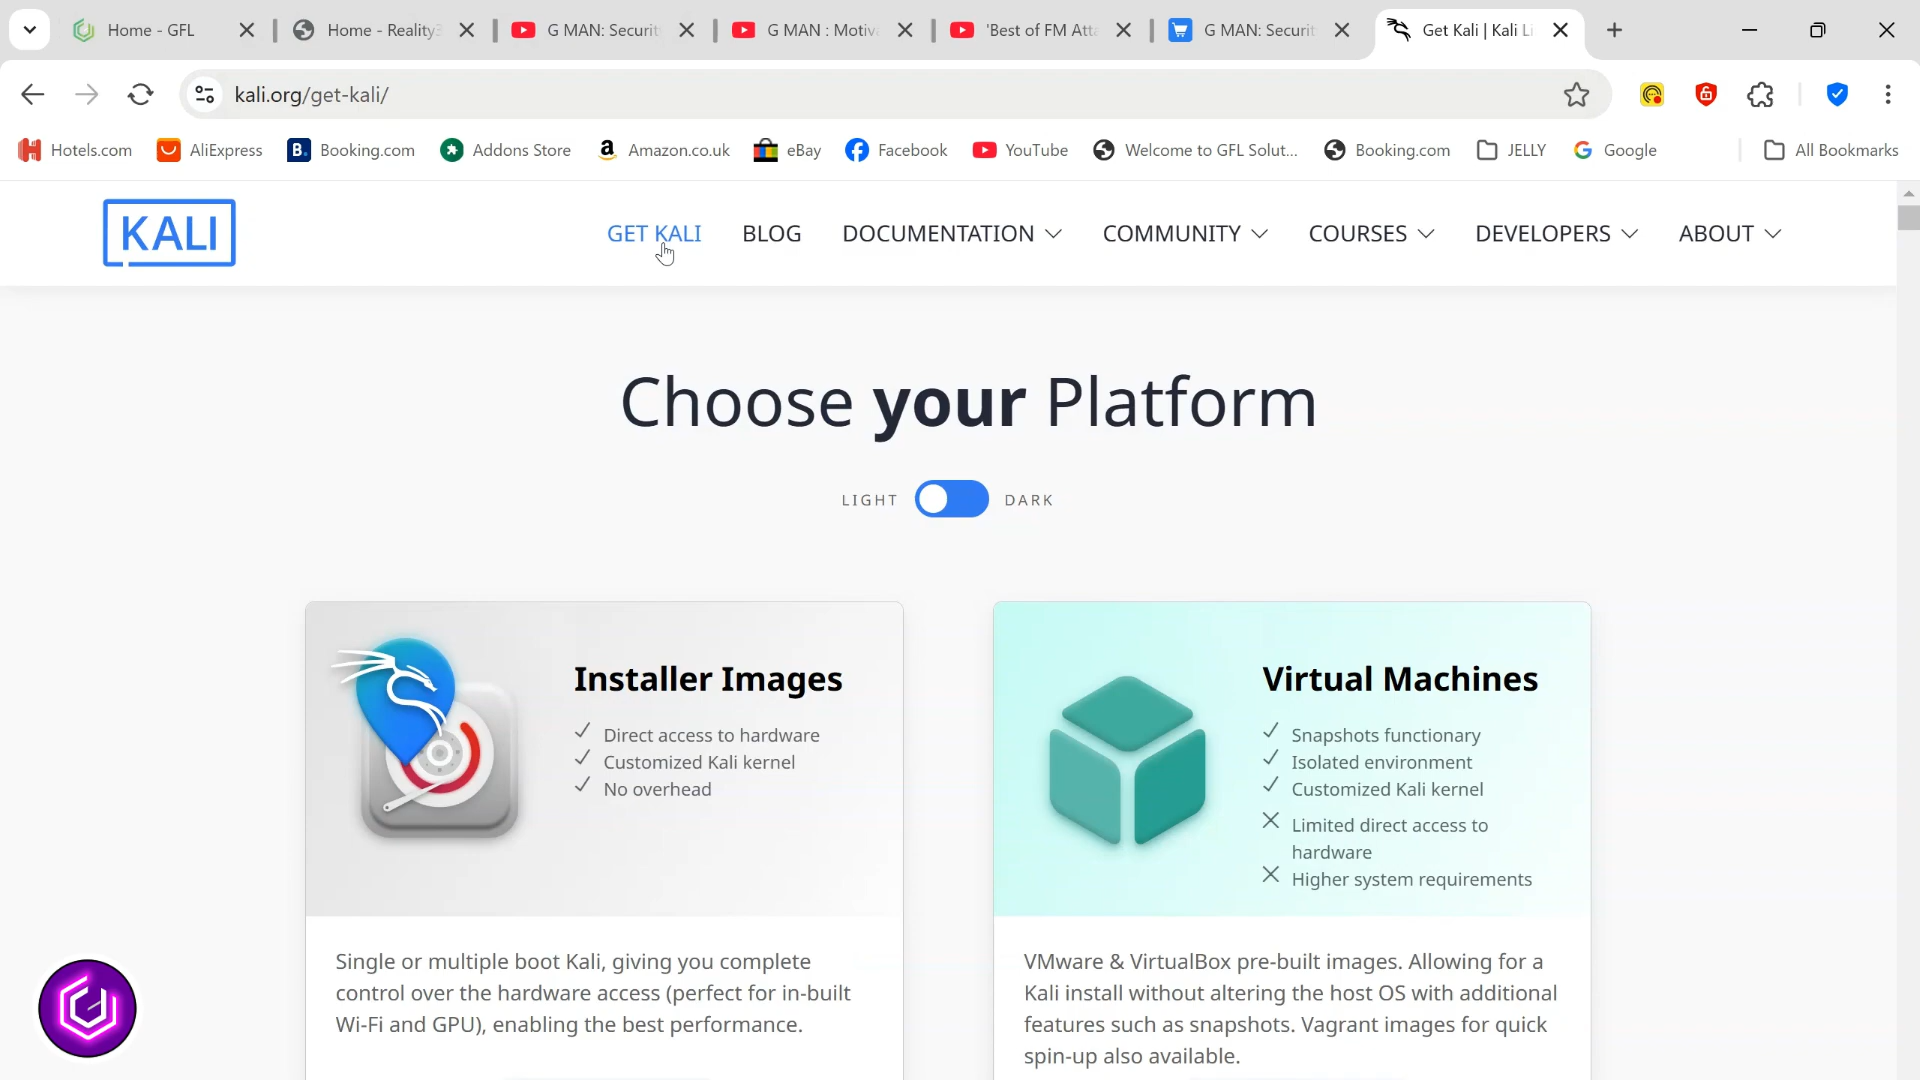 Home - GFL
Home - Reality
G MAN: Securit
G MAN : Motiv
'Best of FM Atta
G MAN: Securit
Get Kali | Kali Li
kali.org/get-kali/
Hotels.com
AliExpress
Booking.com
Addons Store
Amazon.co.uk
eBay
Facebook
YouTube
Welcome to GFL Solut...
Booking.com
JELLY
Google
All Bookmarks
KALI
GET KALI
BLOG
DOCUMENTATION
COMMUNITY
COURSES
DEVELOPERS
ABOUT
Choose your Platform
LIGHT
DARK
Installer Images
Direct access to hardware
Customized Kali kernel
No overhead
Single or multiple boot Kali, giving you complete
control over the hardware access (perfect for in-built
Wi-Fi and GPU), enabling the best performance.
Virtual Machines
Snapshots functionary
Isolated environment
Customized Kali kernel
Limited direct access to
hardware
Higher system requirements
VMware & VirtualBox pre-built images. Allowing for a
Kali install without altering the host OS with additional
features such as snapshots. Vagrant images for quick
spin-up also available.